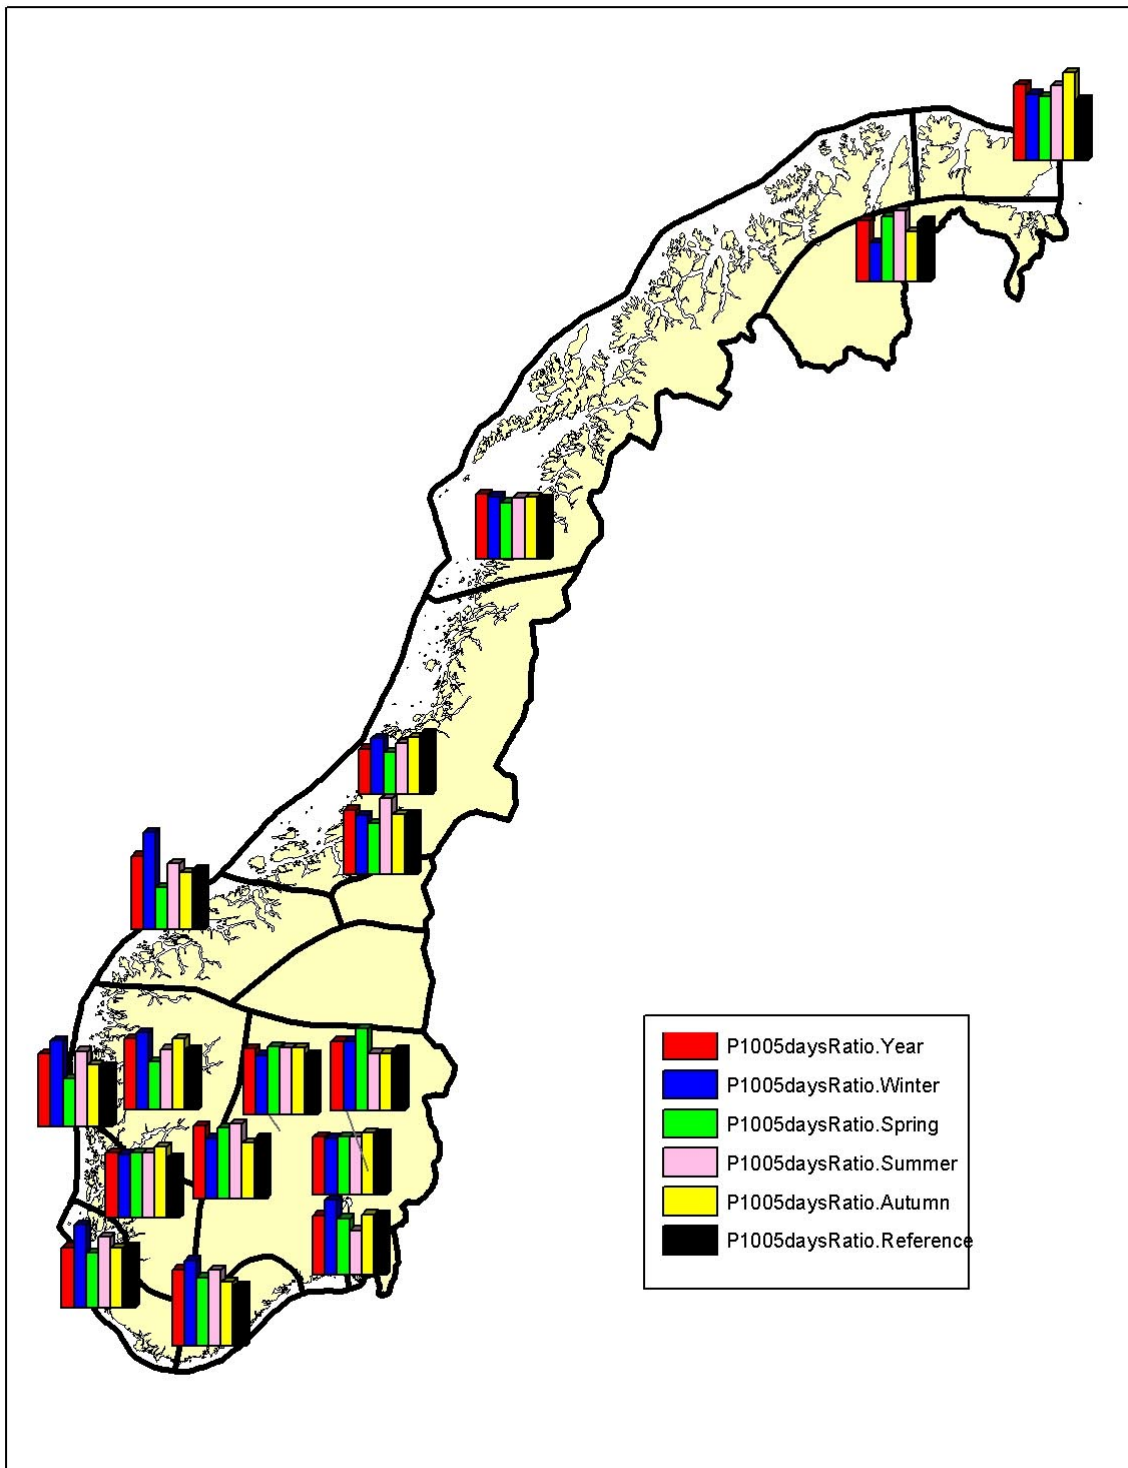 P1005daysRatio.Year
P1005daysRatio.Winter
P1005daysRatio.Spring
P1005daysRatio.Summer
P1005daysRatio.Autumn
P1005daysRatio.Reference